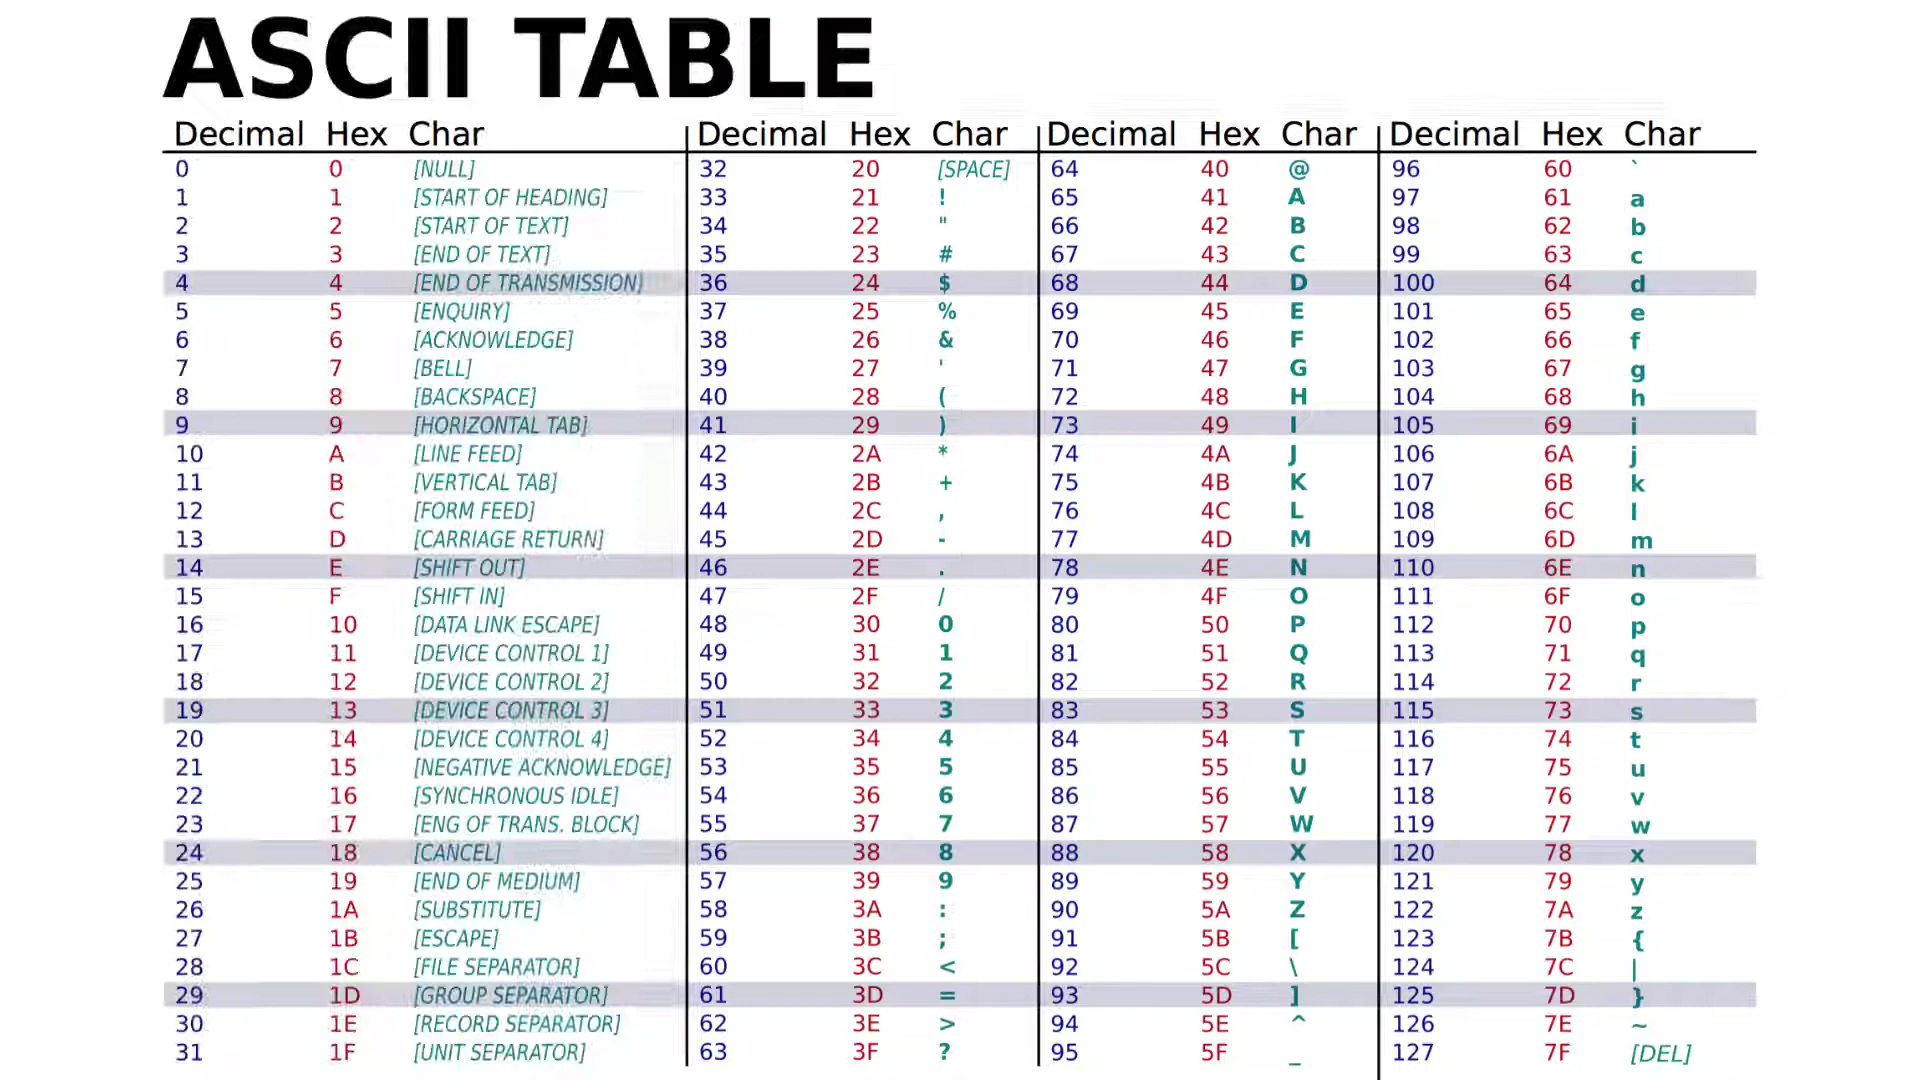 ASCII TABLE
Decimal Hex Char Decimal Hex Char Decimal Hex Char Decimal Hex Char
0 0 [NULL] 32 20 [SPACE] 64 40 @ 96 60 `
1 1 [START OF HEADING] 33 21 ! 65 41 A 97 61 a
2 2 [START OF TEXT] 34 22 " 66 42 B 98 62 b
3 3 [END OF TEXT] 35 23 # 67 43 C 99 63 c
4 4 [END OF TRANSMISSION] 36 24 $ 68 44 D 100 64 d
5 5 [ENQUIRY] 37 25 % 69 45 E 101 65 e
6 6 [ACKNOWLEDGE] 38 26 & 70 46 F 102 66 f
7 7 [BELL] 39 27 ' 71 47 G 103 67 g
8 8 [BACKSPACE] 40 28 ( 72 48 H 104 68 h
9 9 [HORIZONTAL TAB] 41 29 ) 73 49 I 105 69 i
10 A [LINE FEED] 42 2A * 74 4A J 106 6A j
11 B [VERTICAL TAB] 43 2B + 75 4B K 107 6B k
12 C [FORM FEED] 44 2C , 76 4C L 108 6C l
13 D [CARRIAGE RETURN] 45 2D - 77 4D M 109 6D m
14 E [SHIFT OUT] 46 2E . 78 4E N 110 6E n
15 F [SHIFT IN] 47 2F / 79 4F O 111 6F o
16 10 [DATA LINK ESCAPE] 48 30 0 80 50 P 112 70 p
17 11 [DEVICE CONTROL 1] 49 31 1 81 51 Q 113 71 q
18 12 [DEVICE CONTROL 2] 50 32 2 82 52 R 114 72 r
19 13 [DEVICE CONTROL 3] 51 33 3 83 53 S 115 73 s
20 14 [DEVICE CONTROL 4] 52 34 4 84 54 T 116 74 t
21 15 [NEGATIVE ACKNOWLEDGE] 53 35 5 85 55 U 117 75 u
22 16 [SYNCHRONOUS IDLE] 54 36 6 86 56 V 118 76 v
23 17 [ENG OF TRANS. BLOCK] 55 37 7 87 57 W 119 77 w
24 18 [CANCEL] 56 38 8 88 58 X 120 78 x
25 19 [END OF MEDIUM] 57 39 9 89 59 Y 121 79 y
26 1A [SUBSTITUTE] 58 3A : 90 5A Z 122 7A z
27 1B [ESCAPE] 59 3B ; 91 5B [ 123 7B {
28 1C [FILE SEPARATOR] 60 3C < 92 5C \ 124 7C |
29 1D [GROUP SEPARATOR] 61 3D = 93 5D ] 125 7D }
30 1E [RECORD SEPARATOR] 62 3E > 94 5E ^ 126 7E ~
31 1F [UNIT SEPARATOR] 63 3F ? 95 5F _ 127 7F [DEL]